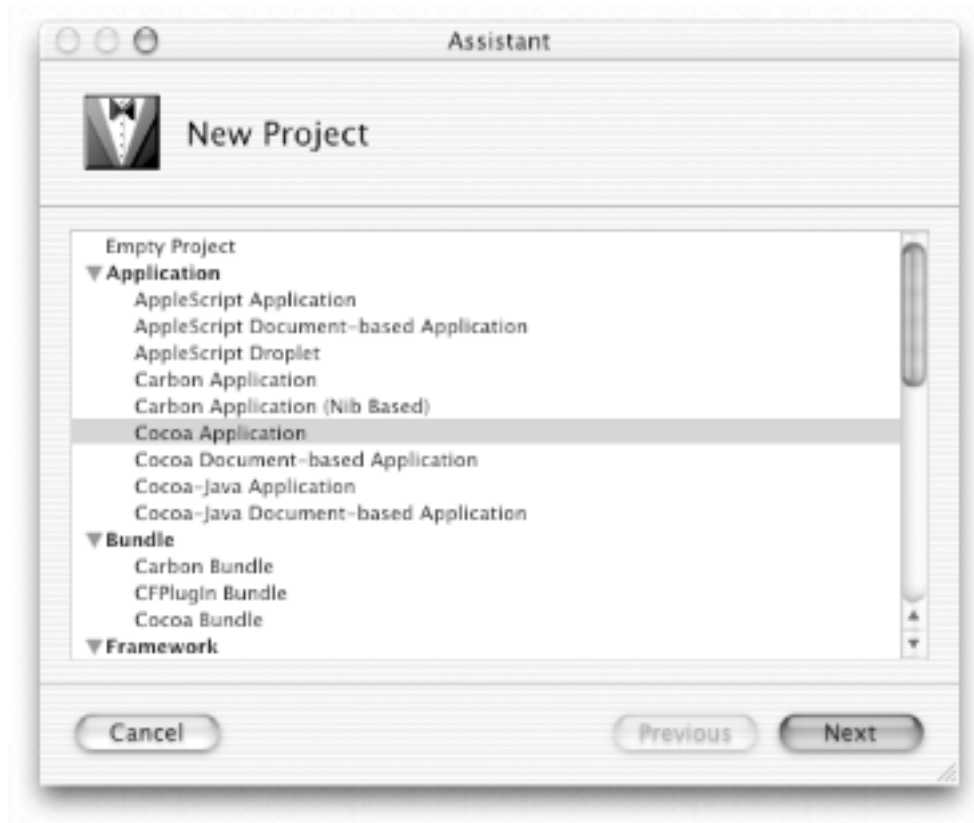 Assistant
New Project
Empty Project
Application
AppleScript Application
AppleScript Document-based Application
AppleScript Droplet
Carbon Application
Carbon Application (Nib Based)
Cocoa Application
Cocoa Document-based Application
Cocoa-Java Application
Cocoa-Java Document-based Application
Bundle
Carbon Bundle
CFPlugIn Bundle
Cocoa Bundle
Framework
Cancel Previous Next